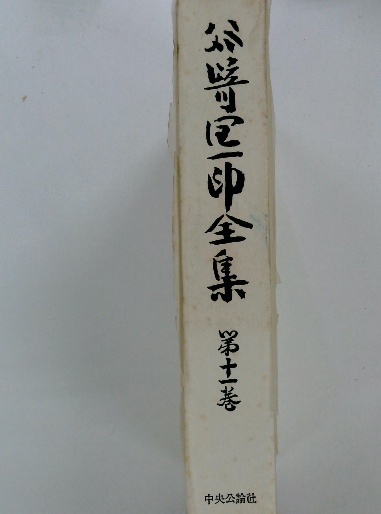 谷崎潤一郎全集
第十一巻
中央公論社